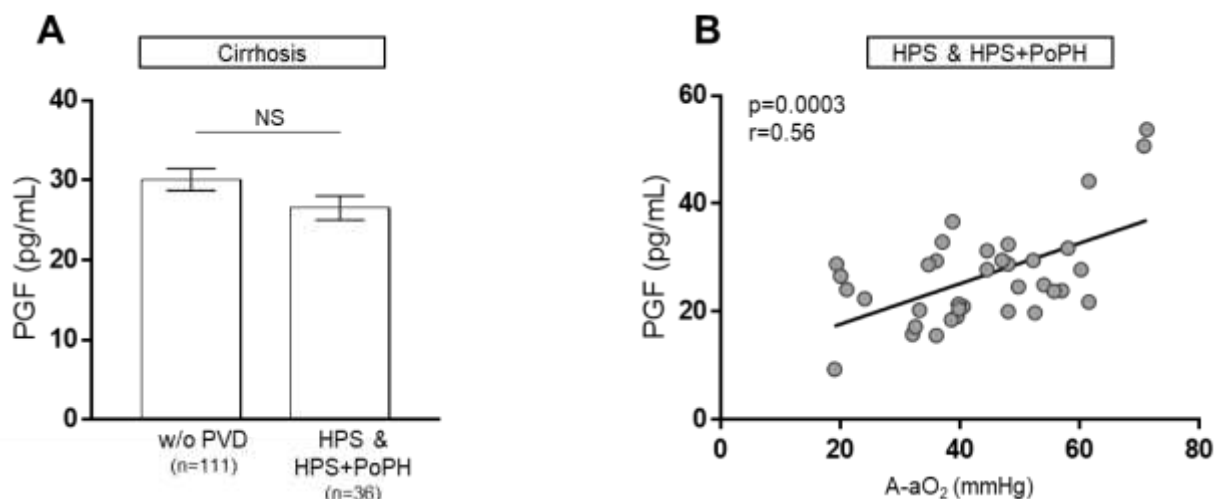 A
Cirrhosis
40
30
20
10
0
PGF (pg/mL)
NS
w/o PVD
(n=111)
HPS &
HPS+PoPH
(n=36)
B
HPS & HPS+PoPH
p=0.0003
r=0.56
60
40
20
0
PGF (pg/mL)
20 40 60 80
A-aO₂ (mmHg)